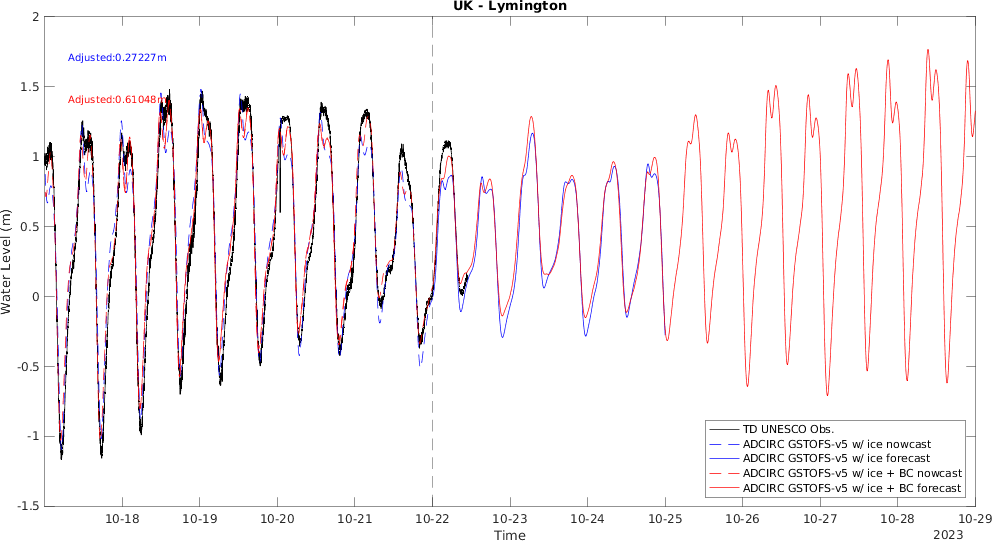 UK - Lymington
2
1.5
1
0.5
0
-0.5
-1
-1.5
Water Level (m)
Adjusted:0.27227m
Adjusted:0.61048m
TD UNESCO Obs.
ADCIRC GSTOFS-v5 w/ ice nowcast
ADCIRC GSTOFS-v5 w/ ice forecast
ADCIRC GSTOFS-v5 w/ ice + BC nowcast
ADCIRC GSTOFS-v5 w/ ice + BC forecast
10-18 10-19 10-20 10-21 10-22 10-23 10-24 10-25 10-26 10-27 10-28 10-29
Time
2023